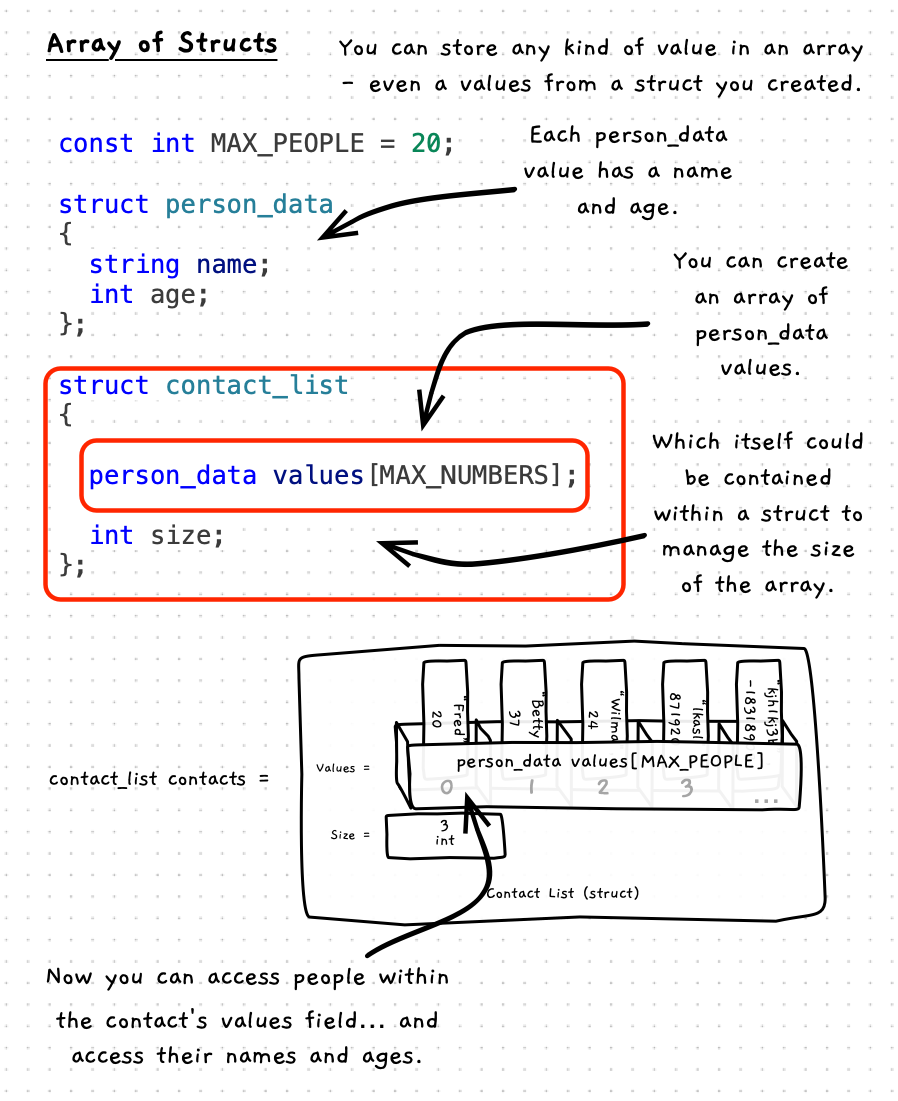 Array of Structs
You can store any kind of value in an array
- even a values from a struct you created.
const int MAX_PEOPLE = 20;
Each person_data
value has a name
and age.
struct person_data
{
string name;
int age;
};
You can create
an array of
person_data
values.
struct contact_list
{
person_data values[MAX_NUMBERS];
int size;
};
Which itself could
be contained
within a struct to
manage the size
of the array.
contact_list contacts =
Values =
"Fred"
20
"Betty
37
"Wilma
24
"lkasl
87192
"kjh1kj3
-183189
person_data values[MAX_PEOPLE]
0 1 2 3 ...
Size =
3
int
Contact List (struct)
Now you can access people within
the contact's values field... and
access their names and ages.